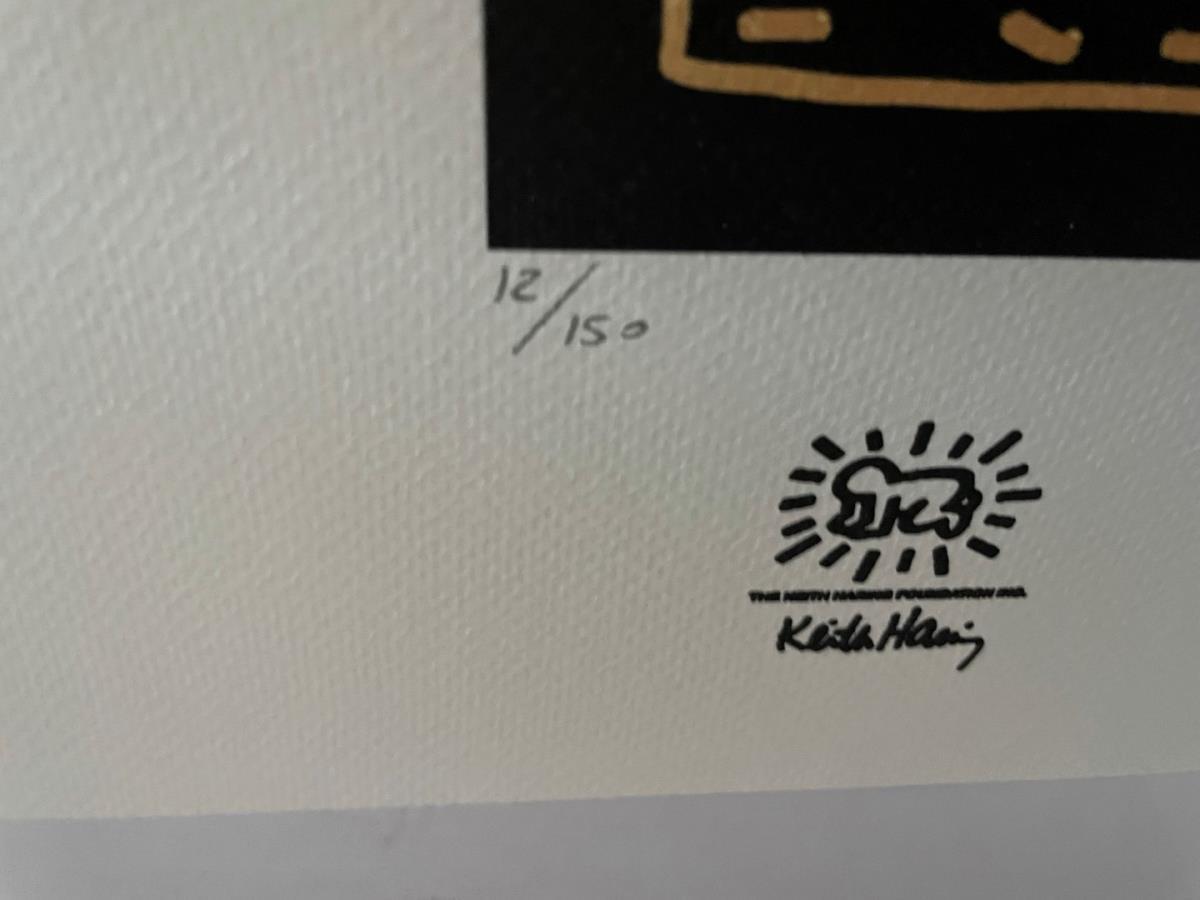 12/150
THE KEITH HARING FOUNDATION INC.
Keith Haring